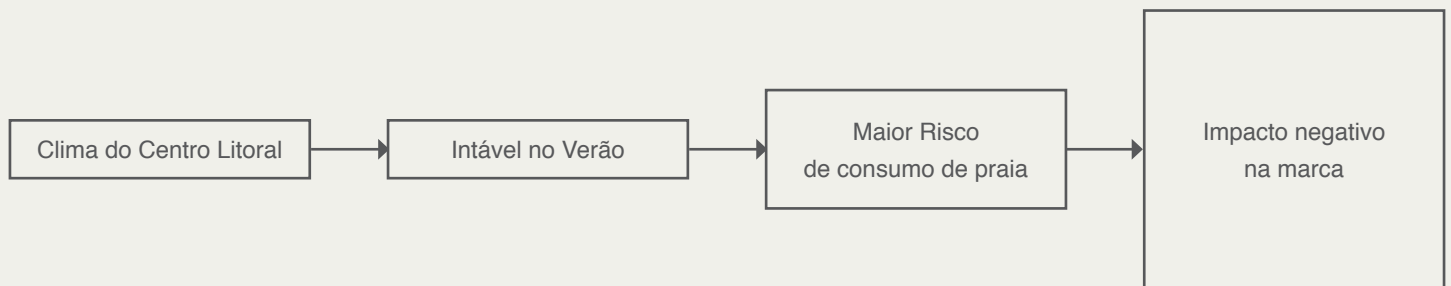 Clima do Centro Litoral
Intável no Verão
Maior Risco
de consumo de praia
Impacto negativo
na marca